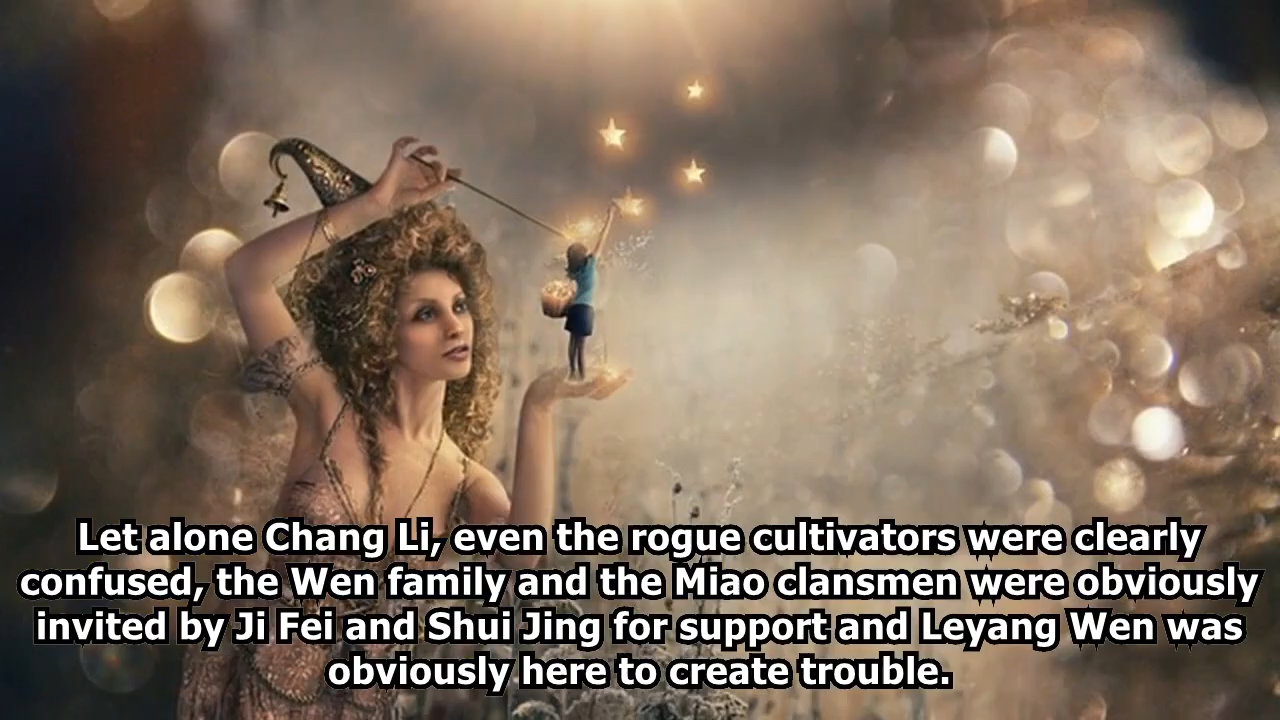 Let alone Chang Li, even the rogue cultivators were clearly
confused, the Wen family and the Miao clansmen were obviously
invited by Ji Fei and Shui Jing for support and Leyang Wen was
obviously here to create trouble.